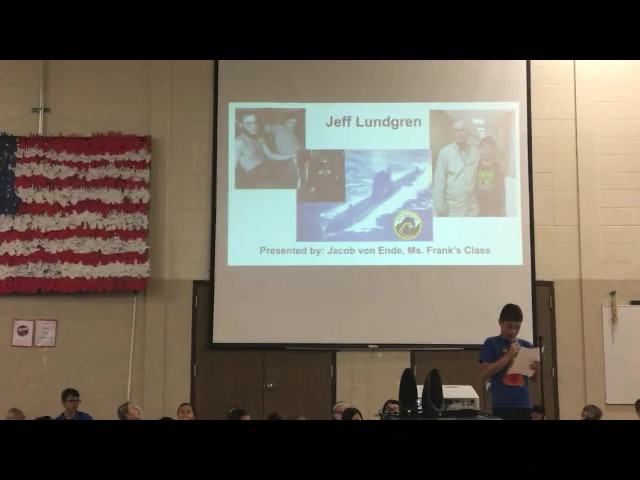 Jeff Lundgren
Presented by: Jacob von Ende, Ms. Frank's Class